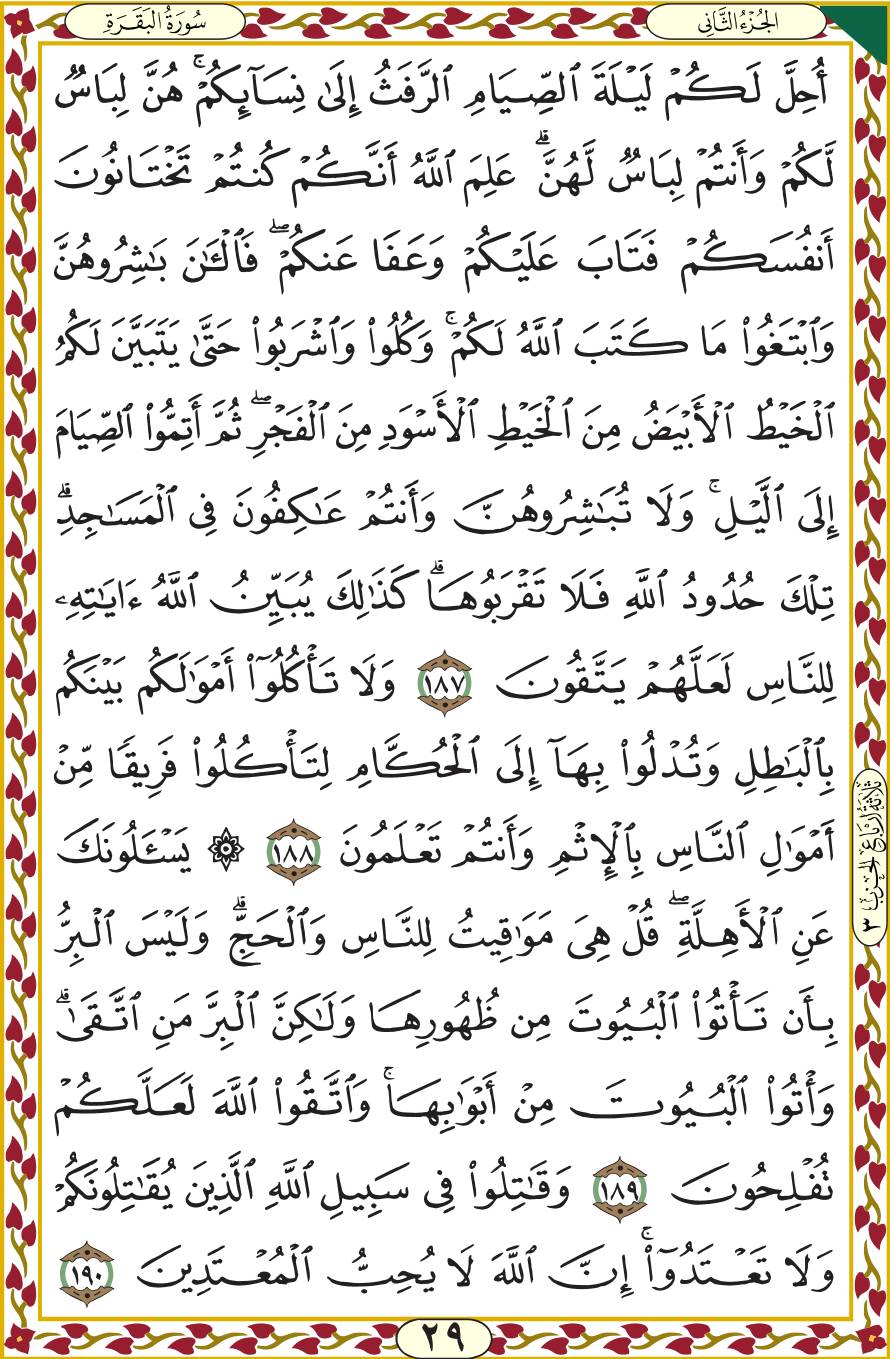 الجُزْءُ الثَّانِي
سُورَةُ البَقَرَةِ
أُحِلَّ لَكُمْ لَيْلَةَ ٱلصِّيَامِ ٱلرَّفَثُ إِلَىٰ نِسَآئِكُمْۚ هُنَّ لِبَاسٌ
لَّكُمْ وَأَنتُمْ لِبَاسٌ لَّهُنَّۗ عَلِمَ ٱللَّهُ أَنَّكُمْ كُنتُمْ تَخْتَانُونَ
أَنفُسَكُمْ فَتَابَ عَلَيْكُمْ وَعَفَا عَنكُمْۖ فَٱلْـَٰٔنَ بَٰشِرُوهُنَّ
وَٱبْتَغُوا۟ مَا كَتَبَ ٱللَّهُ لَكُمْۚ وَكُلُوا۟ وَٱشْرَبُوا۟ حَتَّىٰ يَتَبَيَّنَ لَكُمُ
ٱلْخَيْطُ ٱلْأَبْيَضُ مِنَ ٱلْخَيْطِ ٱلْأَسْوَدِ مِنَ ٱلْفَجْرِۖ ثُمَّ أَتِمُّوا۟ ٱلصِّيَامَ
إِلَى ٱلَّيْلِۚ وَلَا تُبَٰشِرُوهُنَّ وَأَنتُمْ عَٰكِفُونَ فِى ٱلْمَسَٰجِدِۗ
تِلْكَ حُدُودُ ٱللَّهِ فَلَا تَقْرَبُوهَاۗ كَذَٰلِكَ يُبَيِّنُ ٱللَّهُ ءَايَٰتِهِۦ
لِلنَّاسِ لَعَلَّهُمْ يَتَّقُونَ ١٨٧ وَلَا تَأْكُلُوٓا۟ أَمْوَٰلَكُم بَيْنَكُم
بِٱلْبَٰطِلِ وَتُدْلُوا۟ بِهَآ إِلَى ٱلْحُكَّامِ لِتَأْكُلُوا۟ فَرِيقًا مِّنْ
أَمْوَٰلِ ٱلنَّاسِ بِٱلْإِثْمِ وَأَنتُمْ تَعْلَمُونَ ١٨٨ ۞ يَسْـَٔلُونَكَ
عَنِ ٱلْأَهِلَّةِۖ قُلْ هِىَ مَوَٰقِيتُ لِلنَّاسِ وَٱلْحَجِّۗ وَلَيْسَ ٱلْبِرُّ
بِأَن تَأْتُوا۟ ٱلْبُيُوتَ مِن ظُهُورِهَا وَلَٰكِنَّ ٱلْبِرَّ مَنِ ٱتَّقَىٰۗ
وَأْتُوا۟ ٱلْبُيُوتَ مِنْ أَبْوَٰبِهَاۚ وَٱتَّقُوا۟ ٱللَّهَ لَعَلَّكُمْ
تُفْلِحُونَ ١٨٩ وَقَٰتِلُوا۟ فِى سَبِيلِ ٱللَّهِ ٱلَّذِينَ يُقَٰتِلُونَكُمْ
وَلَا تَعْتَدُوٓا۟ۚ إِنَّ ٱللَّهَ لَا يُحِبُّ ٱلْمُعْتَدِينَ ١٩٠
ثلاثة أرباع الحزب ٣
٢٩